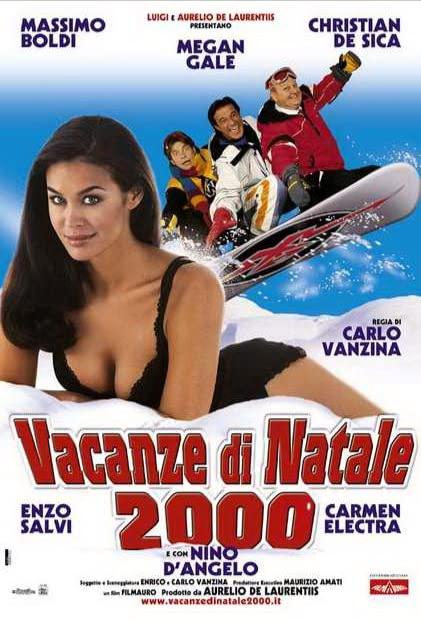 LUIGI E AURELIO DE LAURENTIIS
PRESENTANO
MASSIMO
BOLDI
MEGAN
GALE
CHRISTIAN
DE SICA
REGIA DI
CARLO
VANZINA
Vacanze di Natale
2000
ENZO
SALVI
CARMEN
ELECTRA
E CON NINO
D'ANGELO
Soggetto e Sceneggiatura ENRICO e CARLO VANZINA Produttore Esecutivo MAURIZIO AMATI
un film FILMAURO Prodotto da AURELIO DE LAURENTIIS
www.vacanzedinatale2000.it